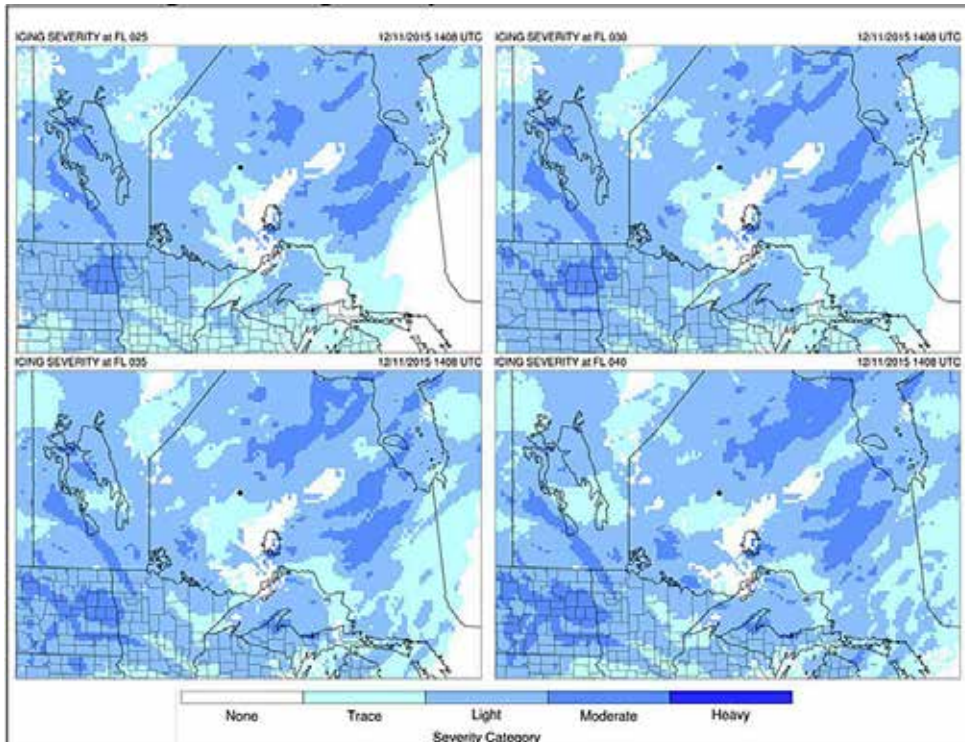 ICING SEVERITY at FL 025 12/11/2015 1408 UTC
ICING SEVERITY at FL 030 12/11/2015 1408 UTC
ICING SEVERITY at FL 035 12/11/2015 1408 UTC
ICING SEVERITY at FL 040 12/11/2015 1408 UTC
None Trace Light Moderate Heavy
Severity Category